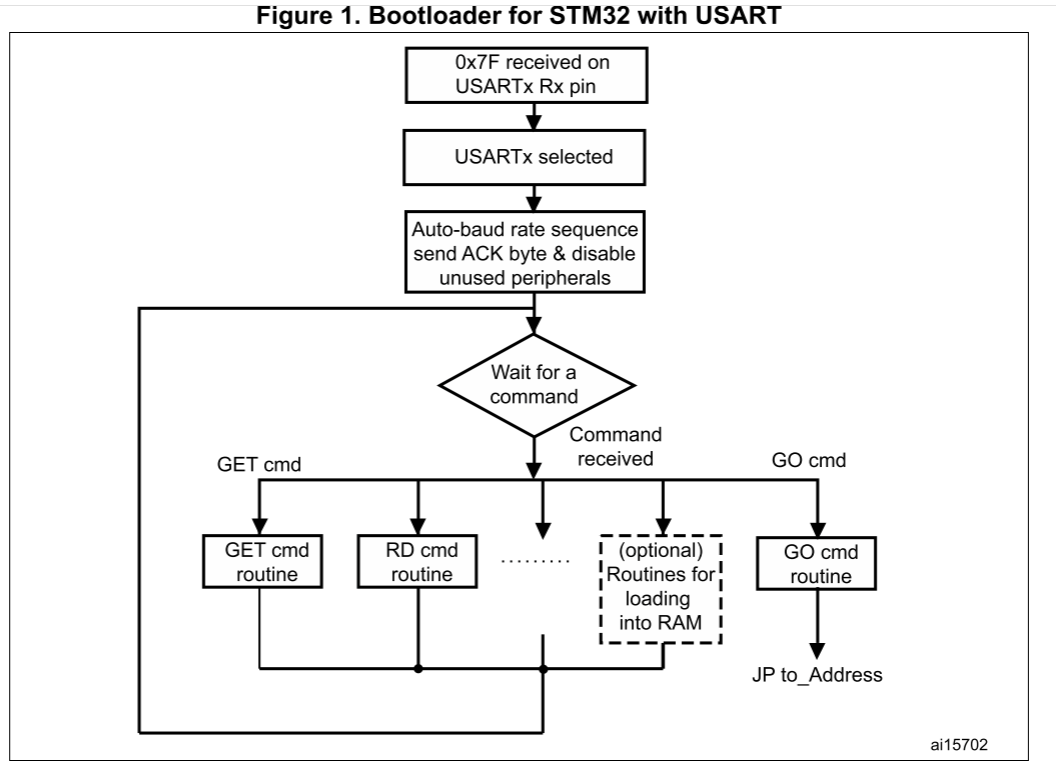 Figure 1. Bootloader for STM32 with USART
0x7F received on
USARTx Rx pin
USARTx selected
Auto-baud rate sequence
send ACK byte & disable
unused peripherals
Wait for a
command
Command
received
GET cmd
GO cmd
GET cmd
routine
RD cmd
routine
.........
(optional)
Routines for
loading
into RAM
GO cmd
routine
JP to_Address
ai15702